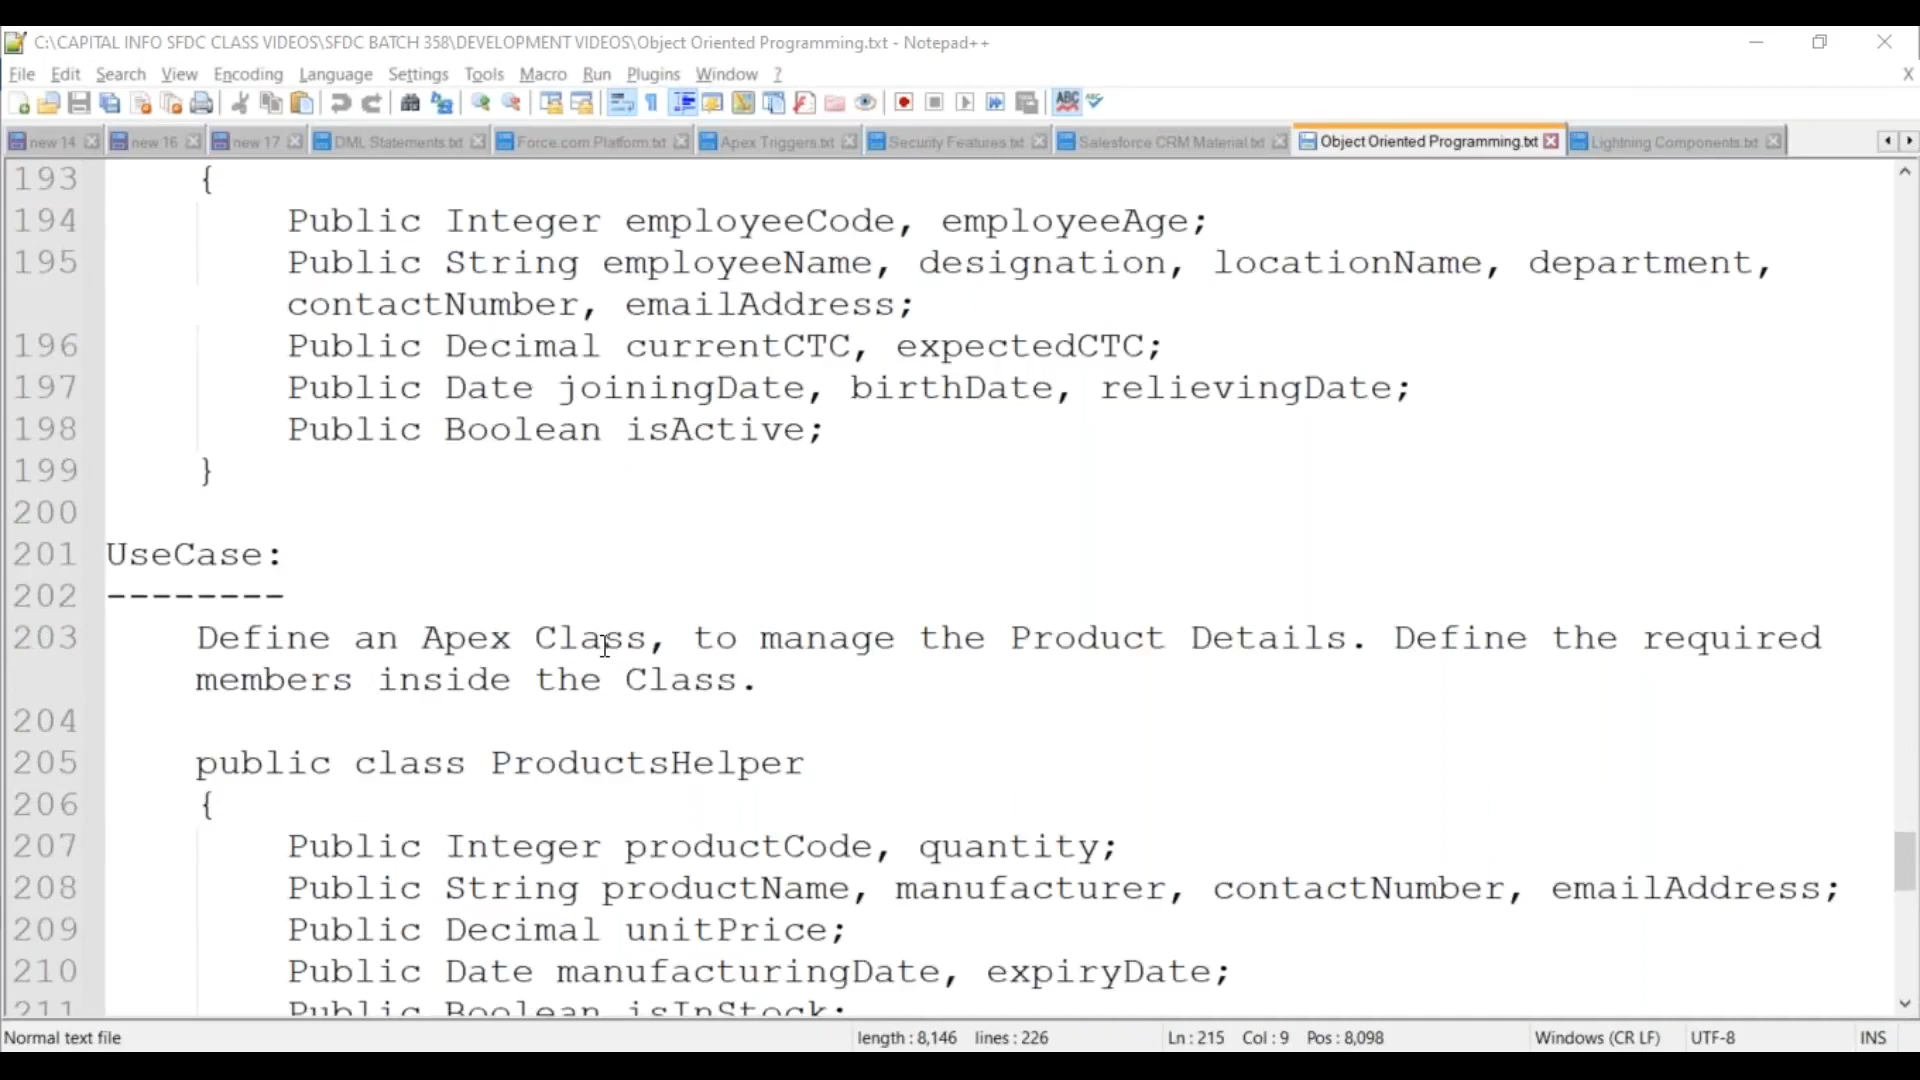 C:\CAPITAL INFO SFDC CLASS VIDEOS\SFDC BATCH 358\DEVELOPMENT VIDEOS\Object Oriented Programming.txt - Notepad++
File Edit Search View Encoding Language Settings Tools Macro Run Plugins Window ? X
new 14 new 16 new 17 DML Statements.txt Force.com Platform.txt Apex Triggers.txt Security Features.txt Salesforce CRM Material.txt Object Oriented Programming.txt Lightning Components.txt
193 {
194 Public Integer employeeCode, employeeAge;
195 Public String employeeName, designation, locationName, department,
contactNumber, emailAddress;
196 Public Decimal currentCTC, expectedCTC;
197 Public Date joiningDate, birthDate, relievingDate;
198 Public Boolean isActive;
199 }
200
201 UseCase:
202 --------
203 Define an Apex Class, to manage the Product Details. Define the required
members inside the Class.
204
205 public class ProductsHelper
206 {
207 Public Integer productCode, quantity;
208 Public String productName, manufacturer, contactNumber, emailAddress;
209 Public Decimal unitPrice;
210 Public Date manufacturingDate, expiryDate;
211 Public Boolean isInStock;
Normal text file length : 8,146 lines : 226 Ln : 215 Col : 9 Pos : 8,098 Windows (CR LF) UTF-8 INS